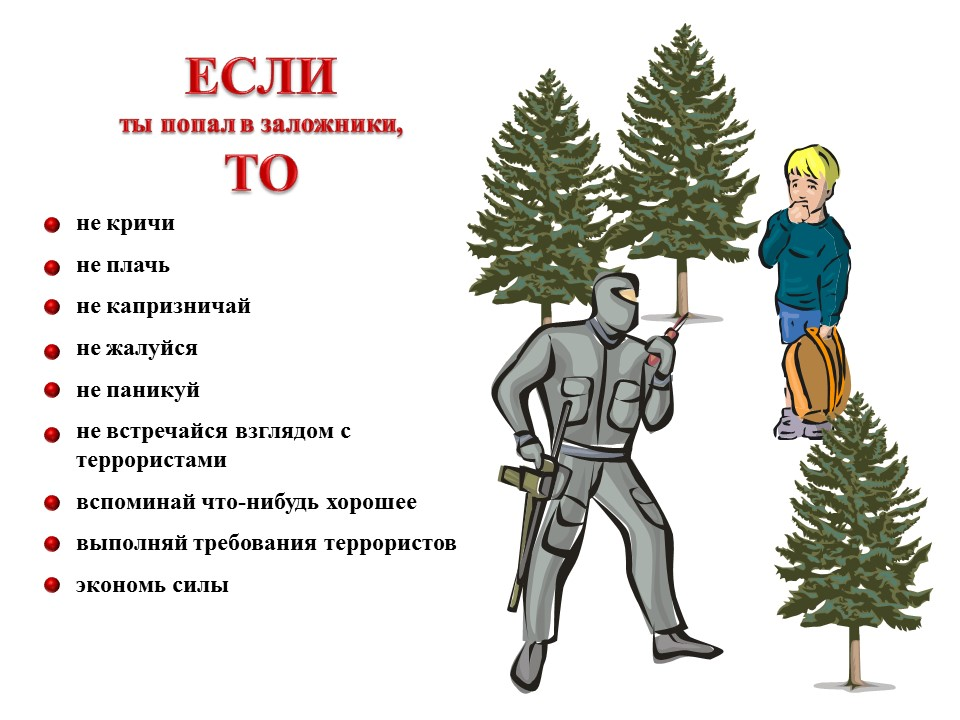 ЕСЛИ
ты попал в заложники,
ТО
не кричи
не плачь
не капризничай
не жалуйся
не паникуй
не встречайся взглядом с
террористами
вспоминай что-нибудь хорошее
выполняй требования террористов
экономь силы